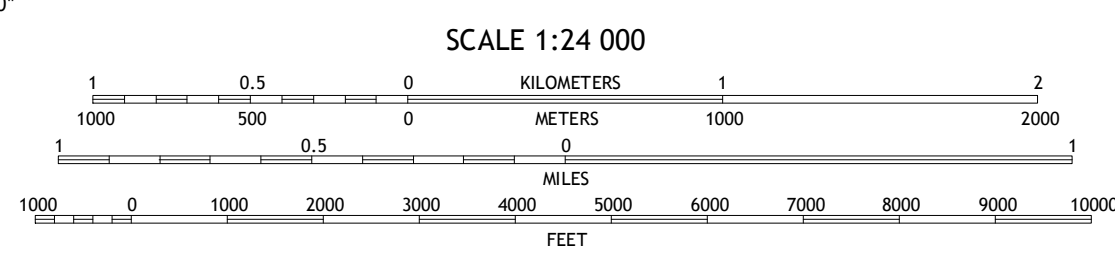 0"
SCALE 1:24 000
1 0.5 0 KILOMETERS 1 2
1000 500 0 METERS 1000 2000
1 0.5 0 1
MILES
1000 0 1000 2000 3000 4000 5000 6000 7000 8000 9000 10000
FEET